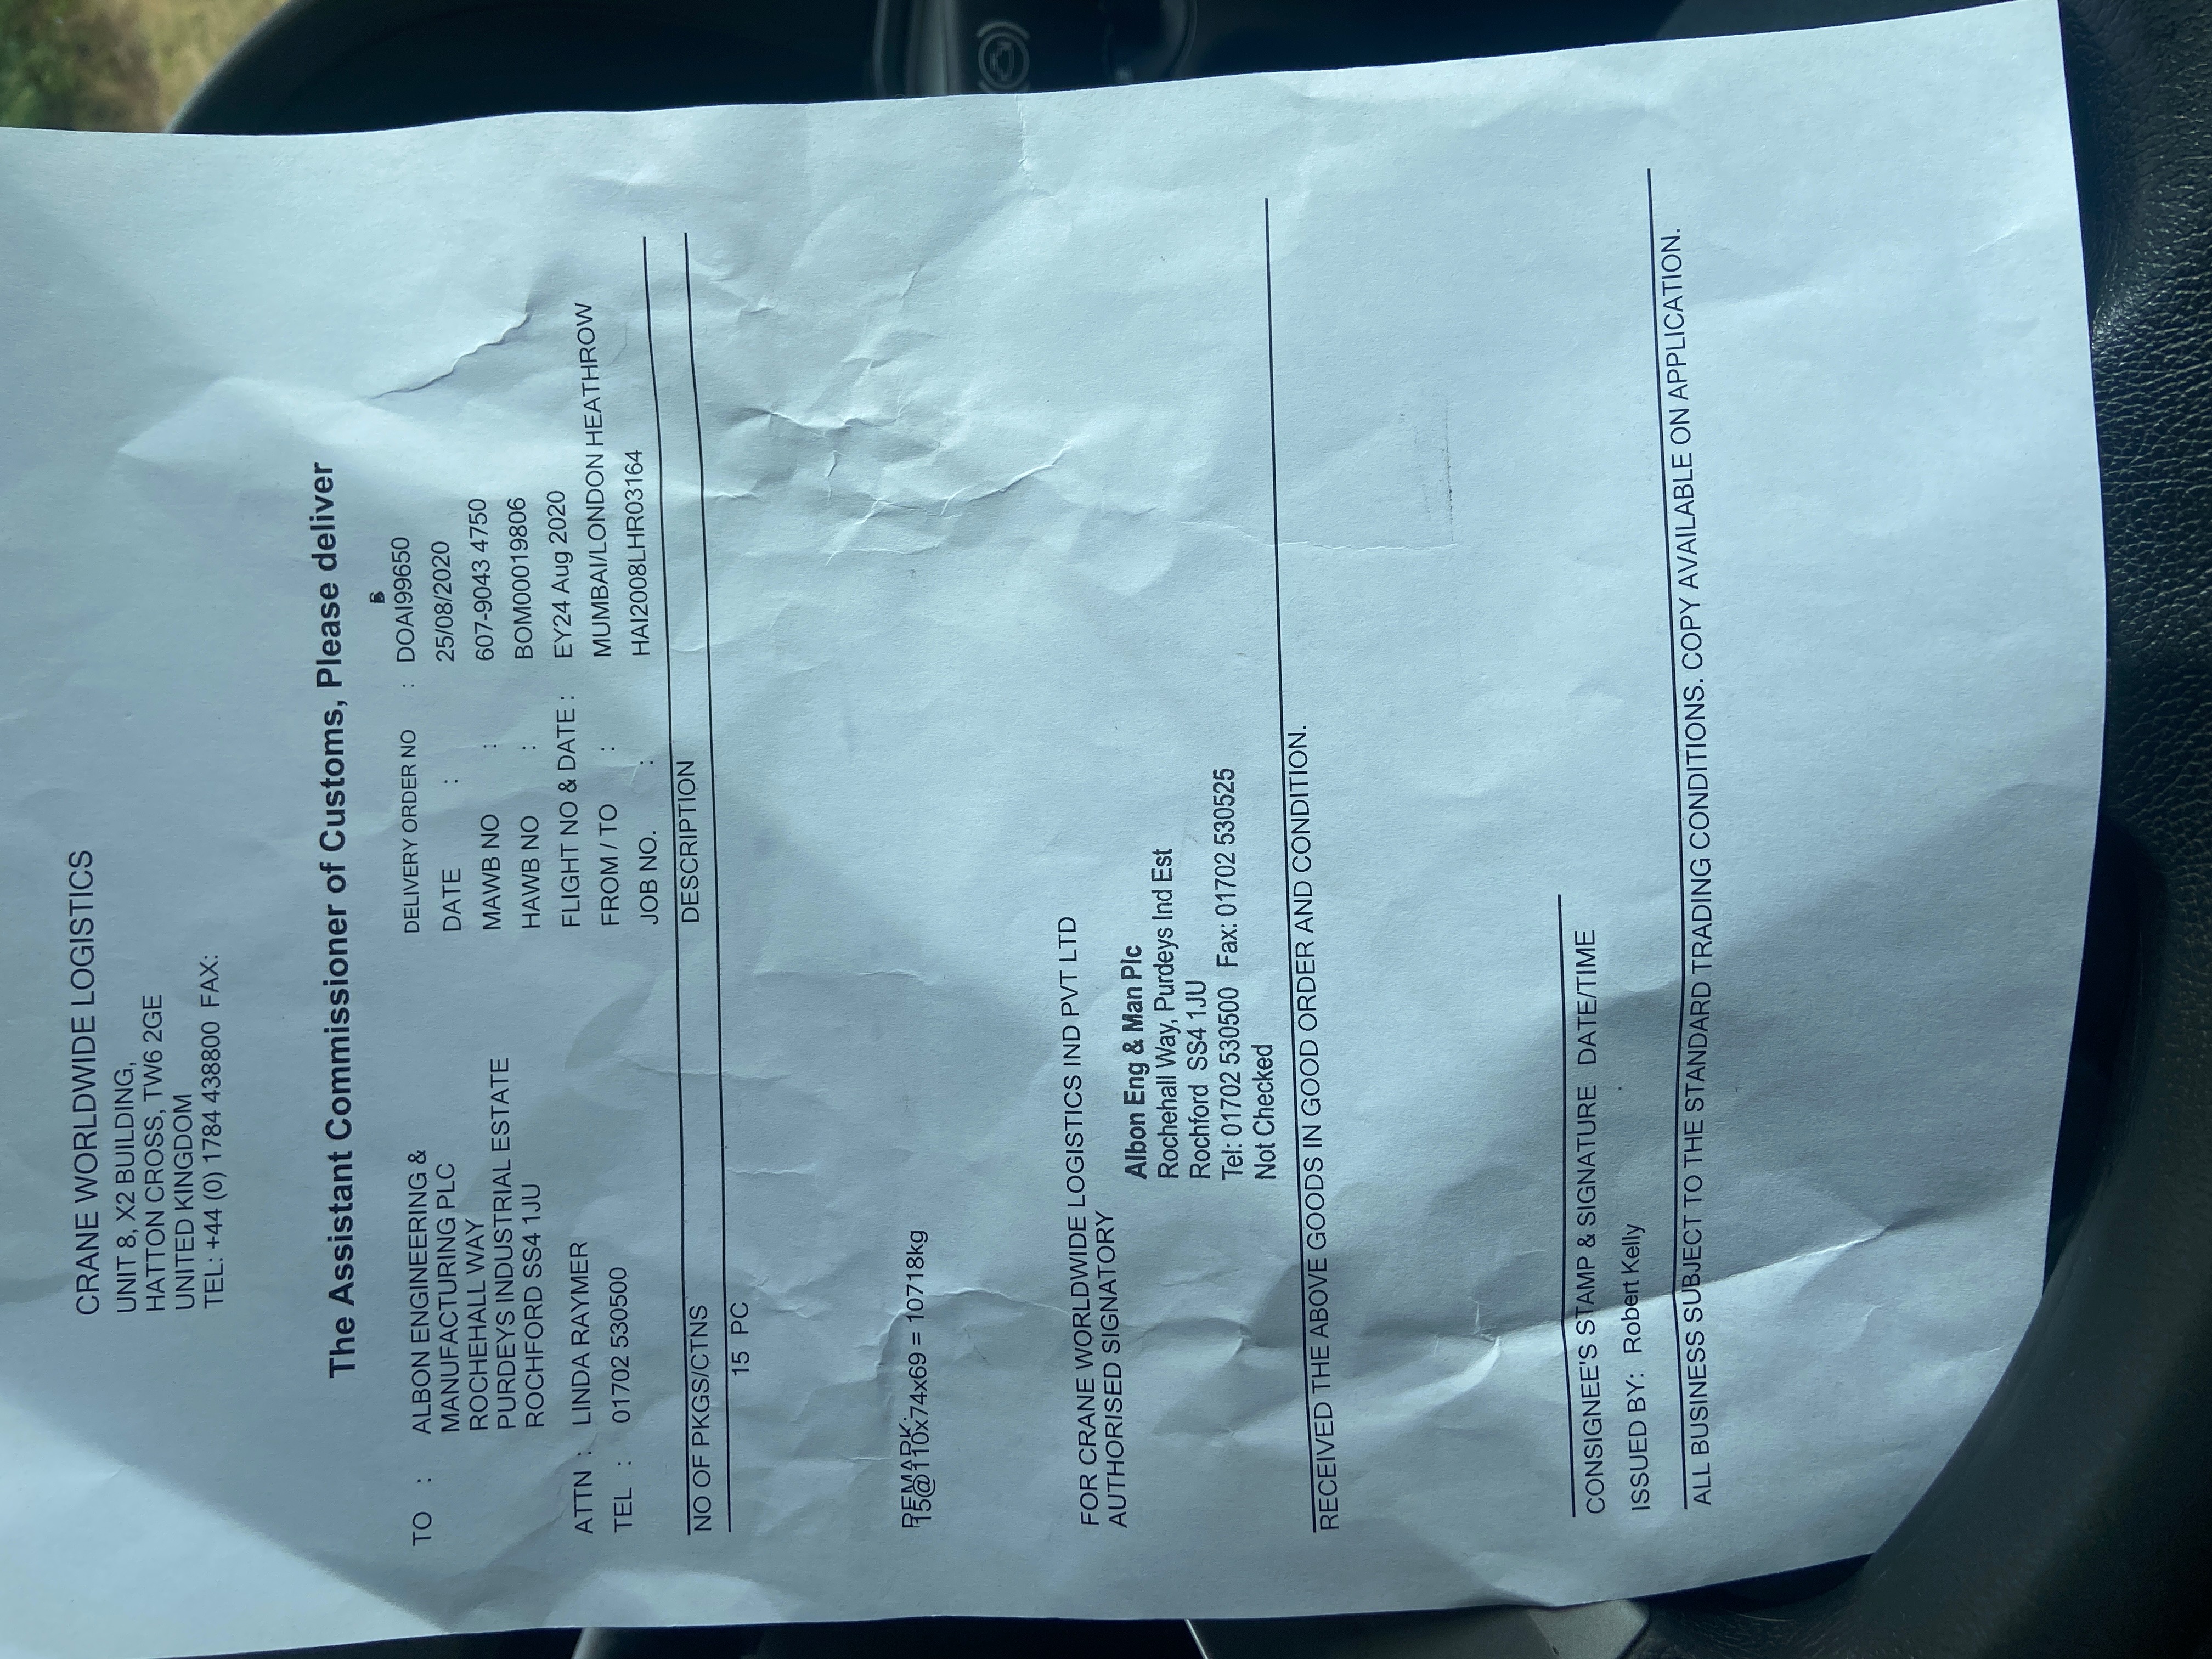 CRANE WORLDWIDE LOGISTICS
UNIT 8, X2 BUILDING,
HATTON CROSS, TW6 2GE
UNITED KINGDOM
TEL: +44 (0) 1784 438800 FAX:
The Assistant Commissioner of Customs, Please deliver
TO : ALBON ENGINEERING &
MANUFACTURING PLC
ROCHEHALL WAY
PURDEYS INDUSTRIAL ESTATE
ROCHFORD SS4 1JU
ATTN : LINDA RAYMER
TEL : 01702 530500
DELIVERY ORDER NO : DOAI99650
DATE : 25/08/2020
MAWB NO : 607-9043 4750
HAWB NO : BOM00019806
FLIGHT NO & DATE : EY24 Aug 2020
FROM / TO : MUMBAI/LONDON HEATHROW
JOB NO. : HAI2008LHR03164
NO OF PKGS/CTNS DESCRIPTION
15 PC
REMARK:
15@110x74x69 = 10718kg
FOR CRANE WORLDWIDE LOGISTICS IND PVT LTD
AUTHORISED SIGNATORY
Albon Eng & Man Plc
Rochehall Way, Purdeys Ind Est
Rochford SS4 1JU
Tel: 01702 530500 Fax: 01702 530525
Not Checked
RECEIVED THE ABOVE GOODS IN GOOD ORDER AND CONDITION.
CONSIGNEE'S STAMP & SIGNATURE DATE/TIME
ISSUED BY: Robert Kelly
ALL BUSINESS SUBJECT TO THE STANDARD TRADING CONDITIONS. COPY AVAILABLE ON APPLICATION.